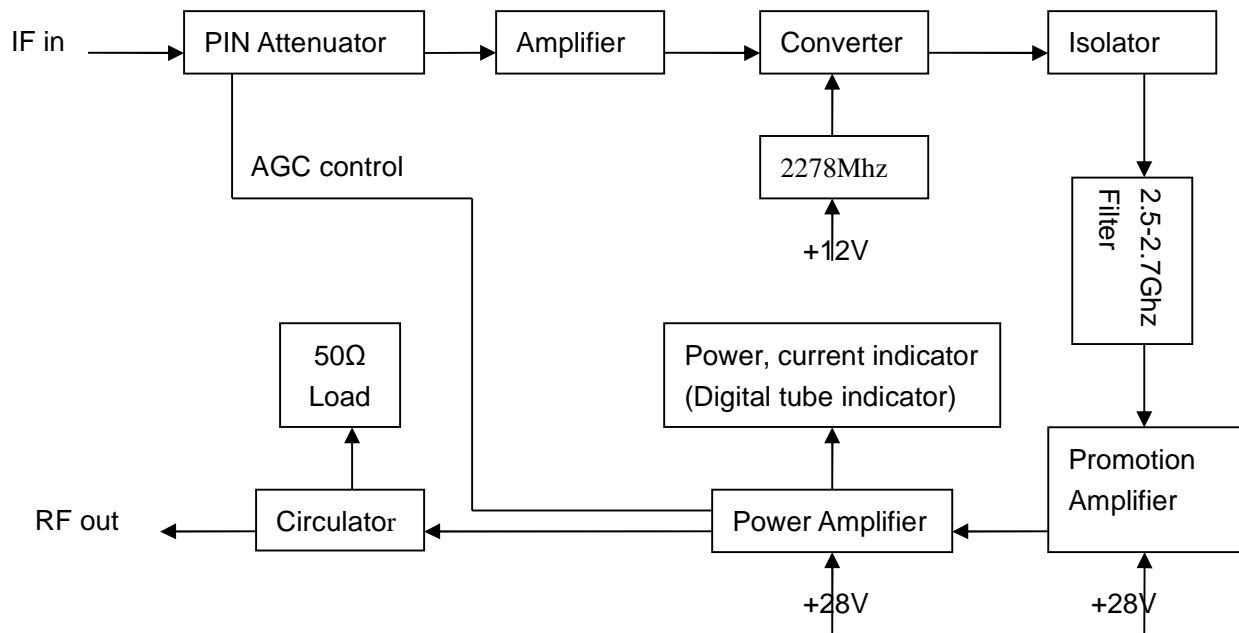 IF in
PIN Attenuator
Amplifier
Converter
Isolator
AGC control
2278Mhz
+12V
2.5-2.7Ghz
Filter
50Ω
Load
Power, current indicator
(Digital tube indicator)
Promotion
Amplifier
RF out
Circulator
Power Amplifier
+28V
+28V